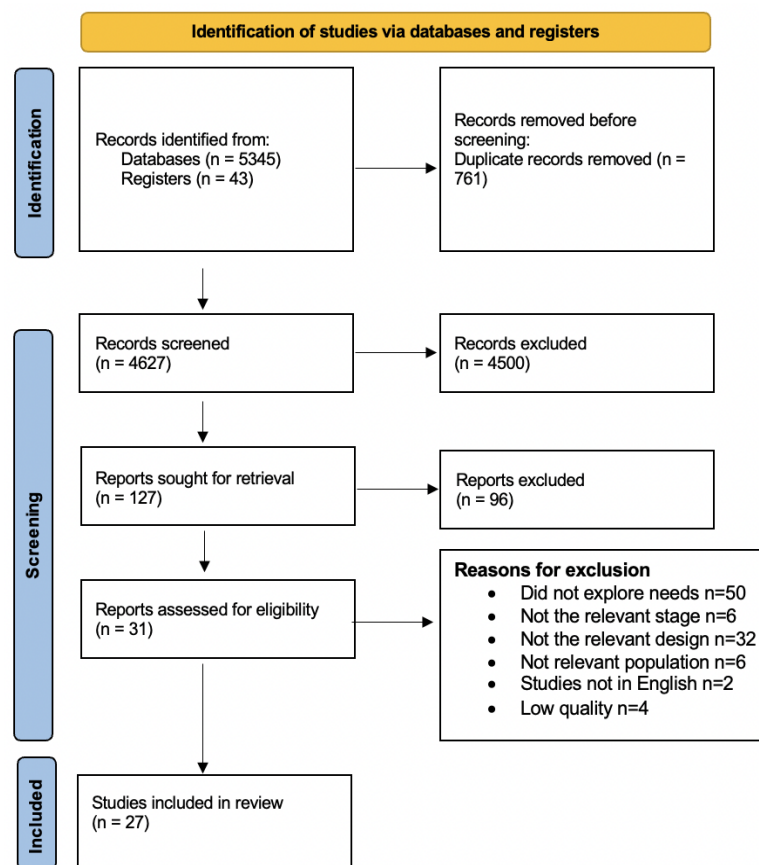 Identification of studies via databases and registers
Identification
Records identified from:
Databases (n = 5345)
Registers (n = 43)
Records removed before
screening:
Duplicate records removed (n =
761)
Screening
Records screened
(n = 4627)
Records excluded
(n = 4500)
Reports sought for retrieval
(n = 127)
Reports excluded
(n = 96)
Reports assessed for eligibility
(n = 31)
Reasons for exclusion
• Did not explore needs n=50
• Not the relevant stage n=6
• Not the relevant design n=32
• Not relevant population n=6
• Studies not in English n=2
• Low quality n=4
Included
Studies included in review
(n = 27)